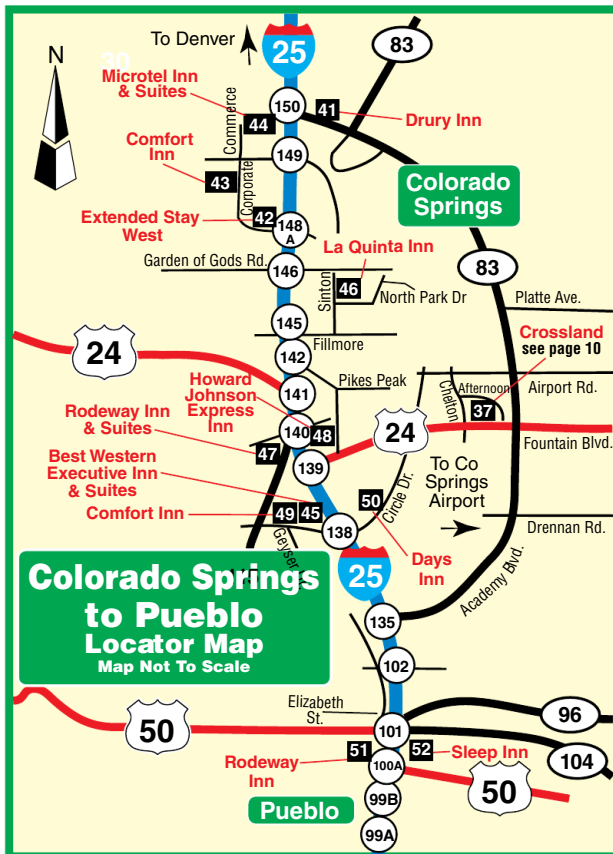 To Denver
25
83
N
30
Microtel Inn
& Suites
44
150
41
Drury Inn
Commerce
Comfort
Inn
43
149
Corporate
Colorado
Springs
Extended Stay
West
42
148
A
La Quinta Inn
Garden of Gods Rd.
146
83
Sinton
46
North Park Dr
Platte Ave.
145
Fillmore
Crossland
see page 10
24
142
Howard
Johnson
Express
Inn
Pikes Peak
Chelton
Afternoon
37
Airport Rd.
141
Rodeway Inn
& Suites
47
140
48
24
Fountain Blvd.
139
Best Western
Executive Inn
& Suites
To Co
Springs
Airport
Comfort Inn
49
45
50
Circle Dr.
138
Drennan Rd.
Geyser
Days
Inn
Academy Blvd.
25
Colorado Springs
to Pueblo
Locator Map
Map Not To Scale
135
102
Elizabeth
St.
50
101
96
104
51
52
Sleep Inn
Rodeway
Inn
100A
50
Pueblo
99B
99A